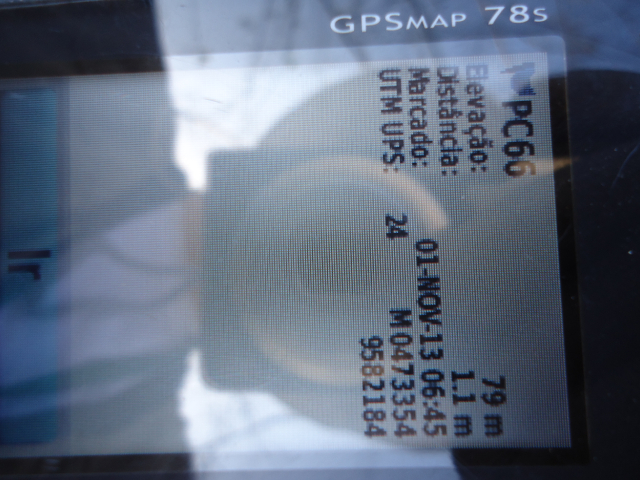 GPSMAP 78S
PC66
Elevação: 79 m
Distância: 1.1 m
Marcado: 01-NOV-13 06:45
UTM UPS: 24 M 0473354
9582184
Ir